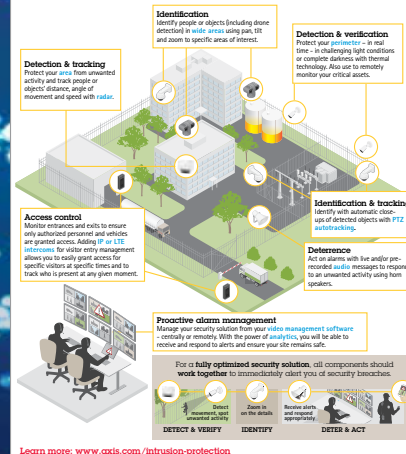 Identification
Identify people or objects (including drone
detection) in wide areas using pan, tilt
and zoom to specific areas of interest.
Detection & verification
Protect your perimeter – in real
time – in challenging light conditions
or complete darkness with thermal
technology. Also use to remotely
monitor your critical assets.
Detection & tracking
Protect your area from unwanted
activity and track people or
objects' distance, angle of
movement and speed with radar.
Identification & tracking
Identify with automatic close-
ups of detected objects with PTZ
autotracking.
Access control
Monitor entrances and exits to ensure
only authorized personnel and vehicles
are granted access. Adding IP or LTE
intercoms for visitor entry management
allows you to easily grant access for
specific visitors at specific times and to
track who is present at any given moment.
Deterrence
Act on alarms with live and/or pre-
recorded audio messages to respond
to an unwanted activity using horn
speakers.
Proactive alarm management
Manage your security solution from your video management software
– centrally or remotely. With the power of analytics, you will be able to
receive and respond to alerts and ensure your site remains safe.
For a fully optimized security solution, all components should
work together to immediately alert you of security breaches.
Detect
movement, spot
unwanted activity
Zoom in
on the details
Receive alerts
and respond
appropriately
DETECT & VERIFY
IDENTIFY
DETER & ACT
Learn more: www.axis.com/intrusion-protection